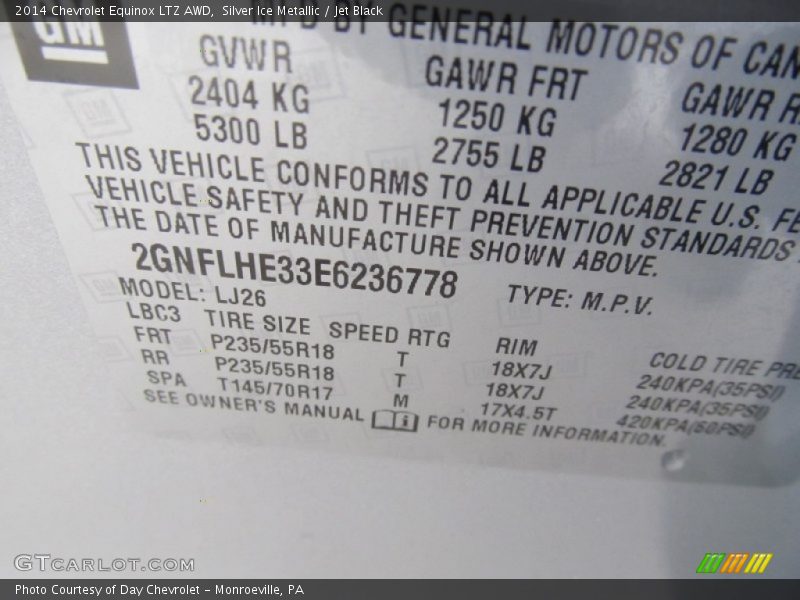 2014 Chevrolet Equinox LTZ AWD, Silver Ice Metallic / Jet Black
GM
MFD BY GENERAL MOTORS OF CAN
GVWR GAWR FRT GAWR R
2404 KG 1250 KG 1280 KG
5300 LB 2755 LB 2821 LB
THIS VEHICLE CONFORMS TO ALL APPLICABLE U.S. FE
VEHICLE SAFETY AND THEFT PREVENTION STANDARDS
THE DATE OF MANUFACTURE SHOWN ABOVE.
2GNFLHE33E6236778 TYPE: M.P.V.
MODEL: LJ26
LBC3 TIRE SIZE SPEED RTG RIM COLD TIRE PRE
FRT P235/55R18 T 18X7J 240KPA(35PSI)
RR P235/55R18 T 18X7J 240KPA(35PSI)
SPA T145/70R17 M 17X4.5T 420KPA(60PSI)
SEE OWNER'S MANUAL FOR MORE INFORMATION.
GTCARLOT.COM
Photo Courtesy of Day Chevrolet - Monroeville, PA